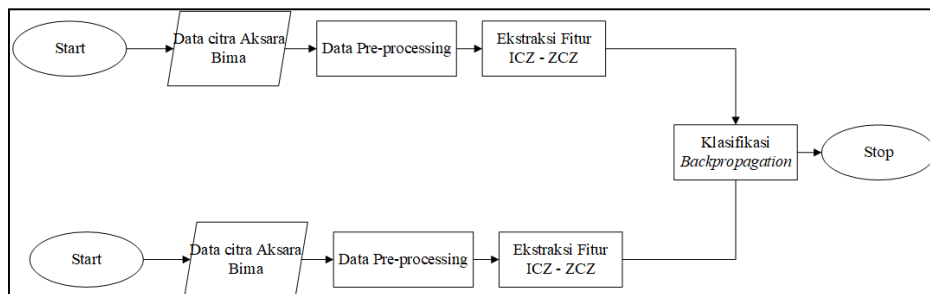 Start
Data citra Aksara
Bima
Data Pre-processing
Ekstraksi Fitur
ICZ - ZCZ
Klasifikasi
Backpropagation
Stop
Start
Data citra Aksara
Bima
Data Pre-processing
Ekstraksi Fitur
ICZ - ZCZ